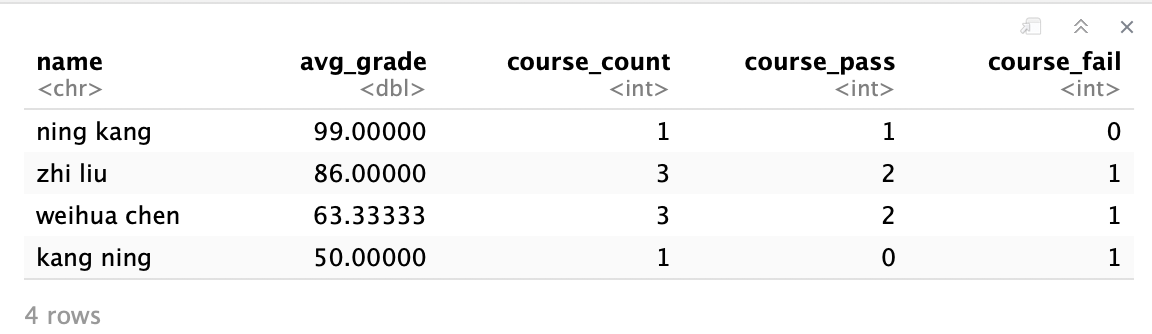 name avg_grade course_count course_pass course_fail
<chr> <dbl> <int> <int> <int>
ning kang 99.00000 1 1 0
zhi liu 86.00000 3 2 1
weihua chen 63.33333 3 2 1
kang ning 50.00000 1 0 1
4 rows